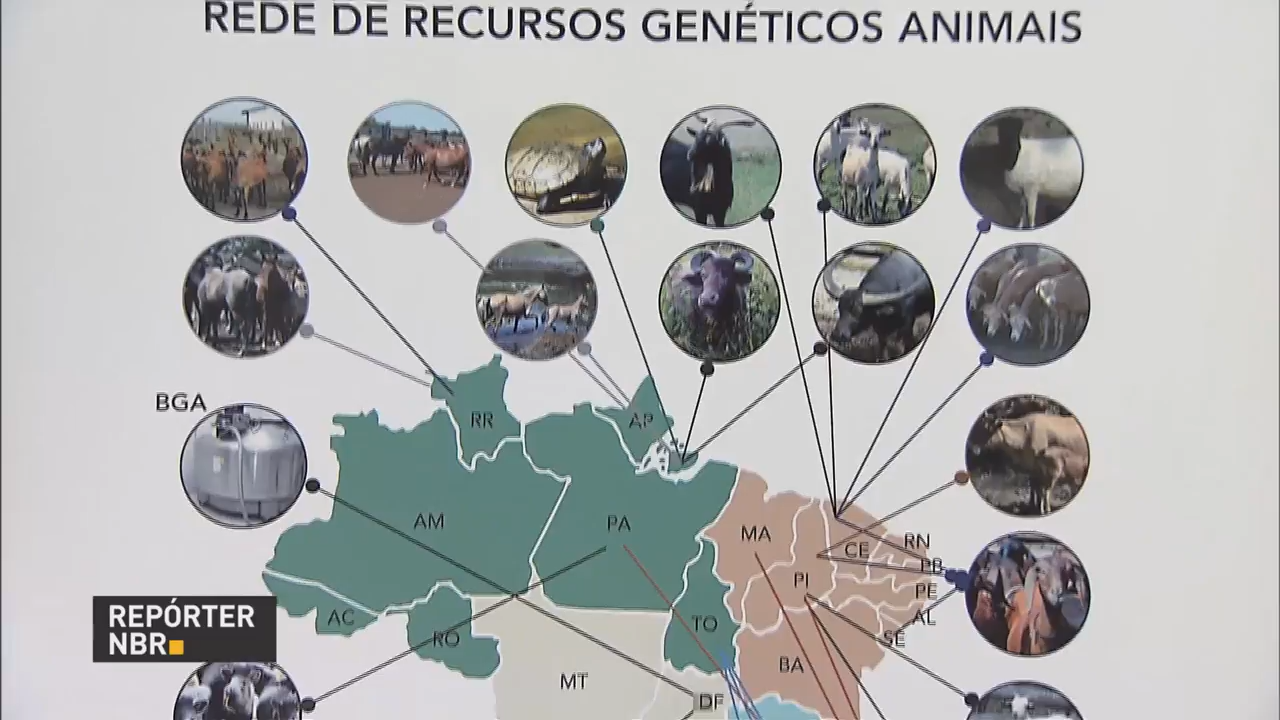 REDE DE RECURSOS GENÉTICOS ANIMAIS
BGA
RR
AP
AM
PA
MA
CE
RN
PB
PI
PE
AC
RO
TO
AL
SE
BA
MT
DF
REPÓRTER
NBR